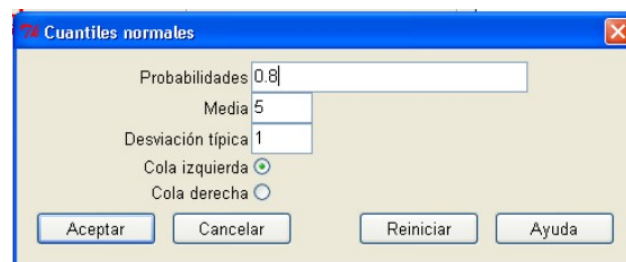 Cuantiles normales
Probabilidades 0.8
Media 5
Desviación típica 1
Cola izquierda
Cola derecha
Aceptar Cancelar Reiniciar Ayuda